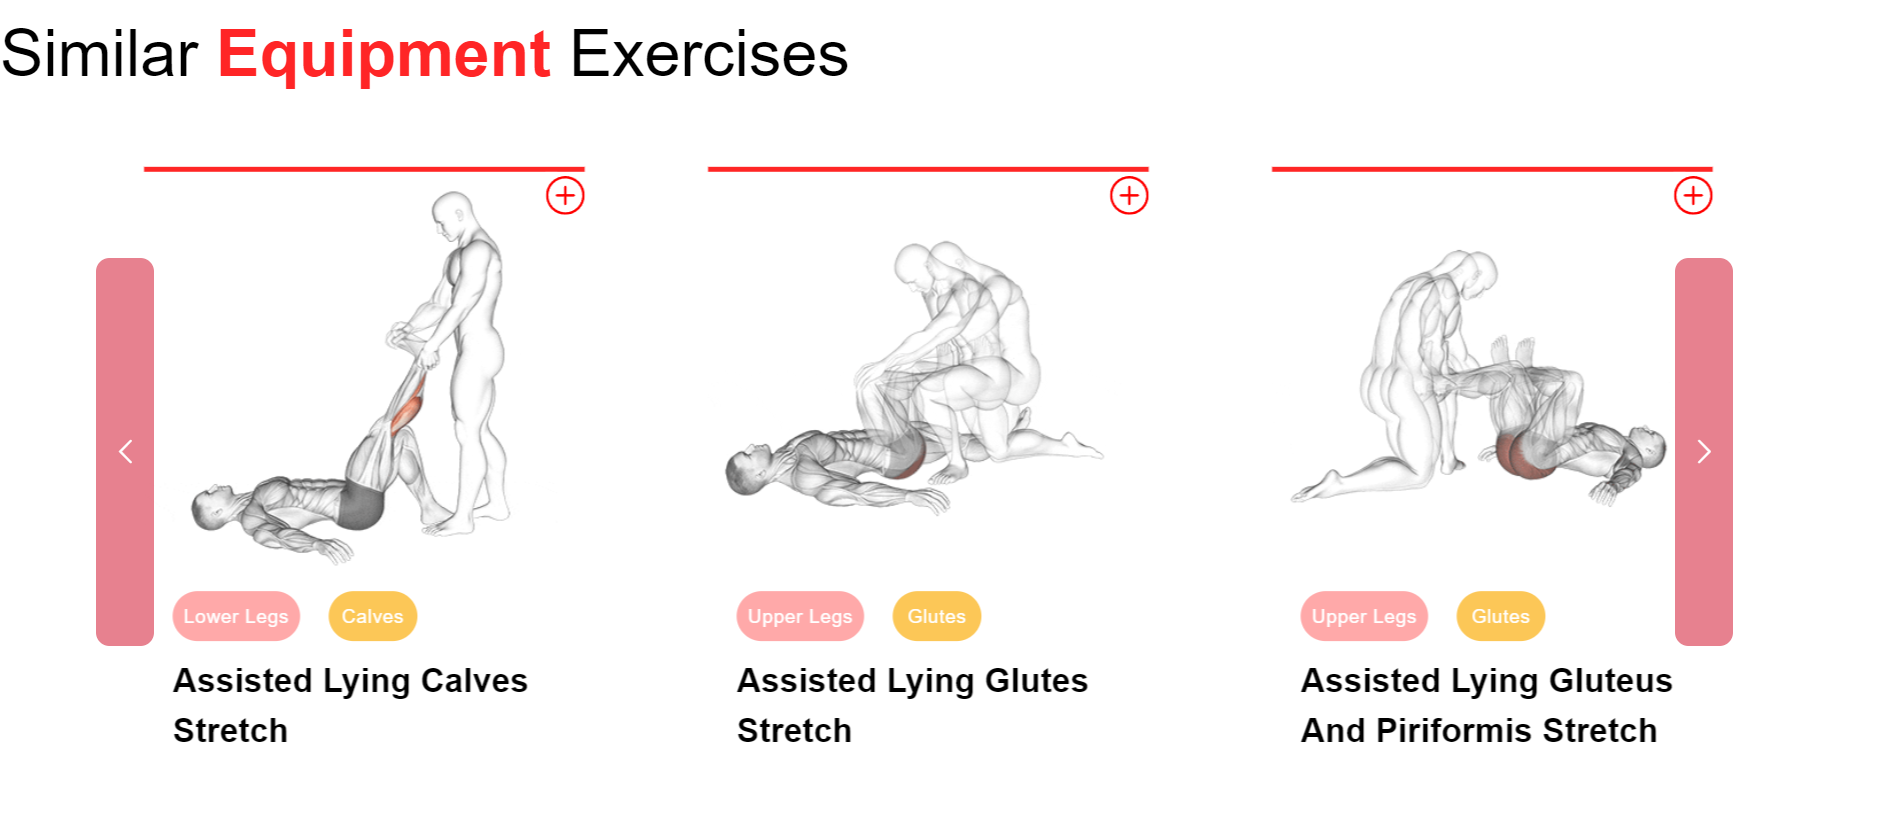 Similar Equipment Exercises
Lower Legs
Calves
Assisted Lying Calves
Stretch
Upper Legs
Glutes
Assisted Lying Glutes
Stretch
Upper Legs
Glutes
Assisted Lying Gluteus
And Piriformis Stretch